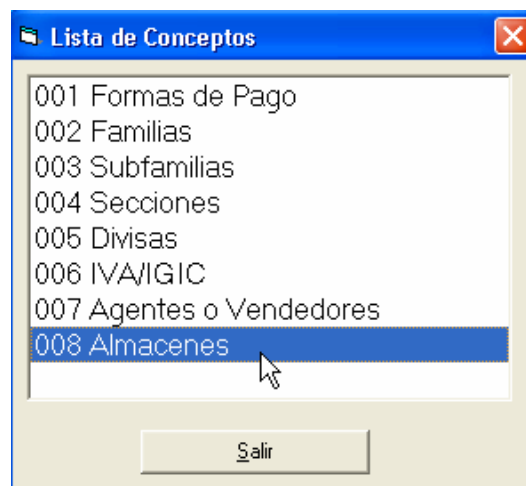 Lista de Conceptos
001 Formas de Pago
002 Familias
003 Subfamilias
004 Secciones
005 Divisas
006 IVA/IGIC
007 Agentes o Vendedores
008 Almacenes
Salir